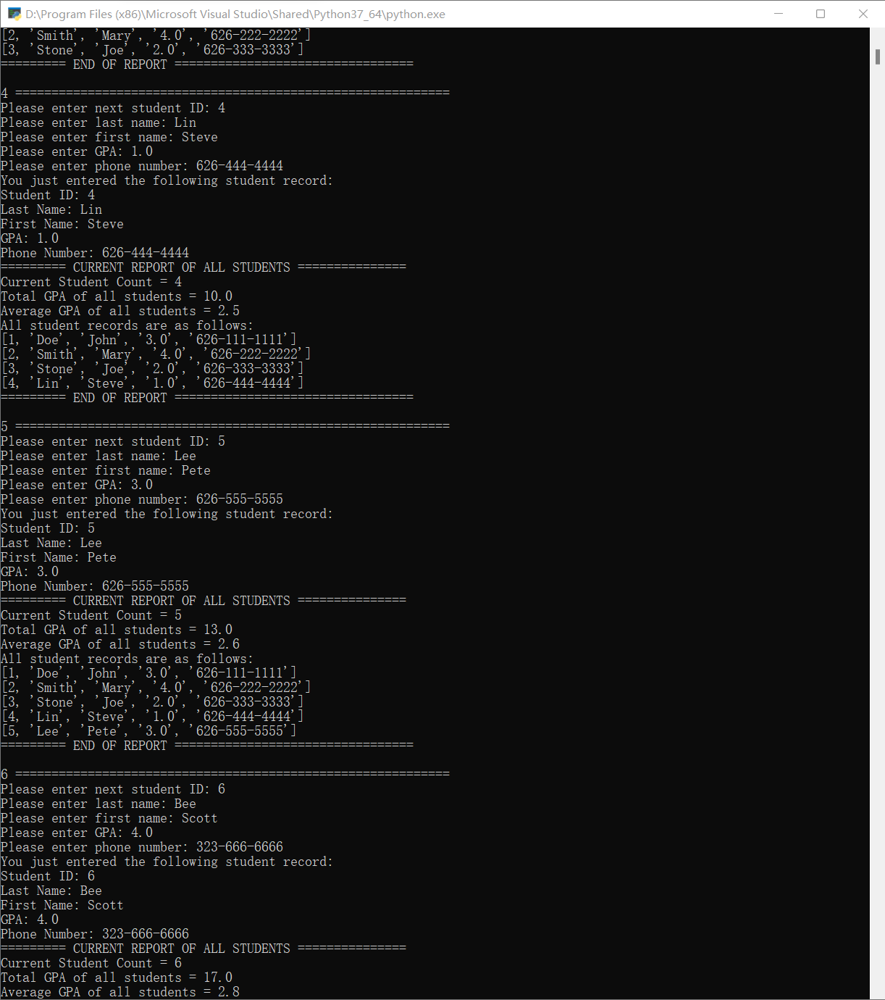 D:\Program Files (x86)\Microsoft Visual Studio\Shared\Python37_64\python.exe
[2, 'Smith', 'Mary', '4.0', '626-222-2222']
[3, 'Stone', 'Joe', '2.0', '626-333-3333']
========= END OF REPORT =================================
4 ============================================================
Please enter next student ID: 4
Please enter last name: Lin
Please enter first name: Steve
Please enter GPA: 1.0
Please enter phone number: 626-444-4444
You just entered the following student record:
Student ID: 4
Last Name: Lin
First Name: Steve
GPA: 1.0
Phone Number: 626-444-4444
========= CURRENT REPORT OF ALL STUDENTS ===============
Current Student Count = 4
Total GPA of all students = 10.0
Average GPA of all students = 2.5
All student records are as follows:
[1, 'Doe', 'John', '3.0', '626-111-1111']
[2, 'Smith', 'Mary', '4.0', '626-222-2222']
[3, 'Stone', 'Joe', '2.0', '626-333-3333']
[4, 'Lin', 'Steve', '1.0', '626-444-4444']
========= END OF REPORT =================================
5 ============================================================
Please enter next student ID: 5
Please enter last name: Lee
Please enter first name: Pete
Please enter GPA: 3.0
Please enter phone number: 626-555-5555
You just entered the following student record:
Student ID: 5
Last Name: Lee
First Name: Pete
GPA: 3.0
Phone Number: 626-555-5555
========= CURRENT REPORT OF ALL STUDENTS ===============
Current Student Count = 5
Total GPA of all students = 13.0
Average GPA of all students = 2.6
All student records are as follows:
[1, 'Doe', 'John', '3.0', '626-111-1111']
[2, 'Smith', 'Mary', '4.0', '626-222-2222']
[3, 'Stone', 'Joe', '2.0', '626-333-3333']
[4, 'Lin', 'Steve', '1.0', '626-444-4444']
[5, 'Lee', 'Pete', '3.0', '626-555-5555']
========= END OF REPORT =================================
6 ============================================================
Please enter next student ID: 6
Please enter last name: Bee
Please enter first name: Scott
Please enter GPA: 4.0
Please enter phone number: 323-666-6666
You just entered the following student record:
Student ID: 6
Last Name: Bee
First Name: Scott
GPA: 4.0
Phone Number: 323-666-6666
========= CURRENT REPORT OF ALL STUDENTS ===============
Current Student Count = 6
Total GPA of all students = 17.0
Average GPA of all students = 2.8